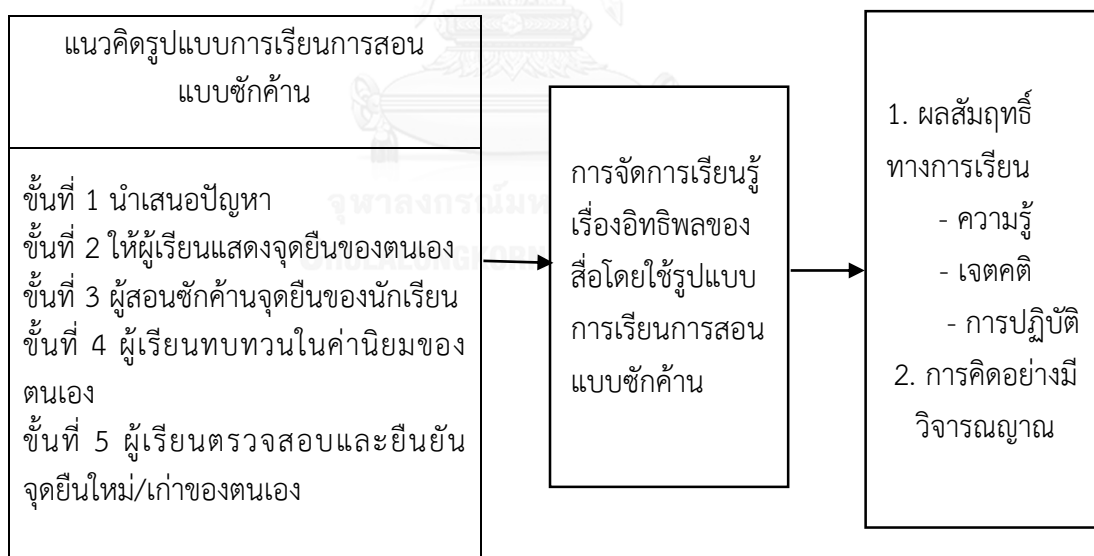 แนวคิดรูปแบบการเรียนการสอน
แบบซักค้าน
ขั้นที่ 1 นำเสนอปัญหา
ขั้นที่ 2 ให้ผู้เรียนแสดงจุดยืนของตนเอง
ขั้นที่ 3 ผู้สอนซักค้านจุดยืนของนักเรียน
ขั้นที่ 4 ผู้เรียนทบทวนในค่านิยมของ
ตนเอง
ขั้นที่ 5 ผู้เรียนตรวจสอบและยืนยัน
จุดยืนใหม่/เก่าของตนเอง
การจัดการเรียนรู้
เรื่องอิทธิพลของ
สื่อโดยใช้รูปแบบ
การเรียนการสอน
แบบซักค้าน
1. ผลสัมฤทธิ์
ทางการเรียน
- ความรู้
- เจตคติ
- การปฏิบัติ
2. การคิดอย่างมี
วิจารณญาณ